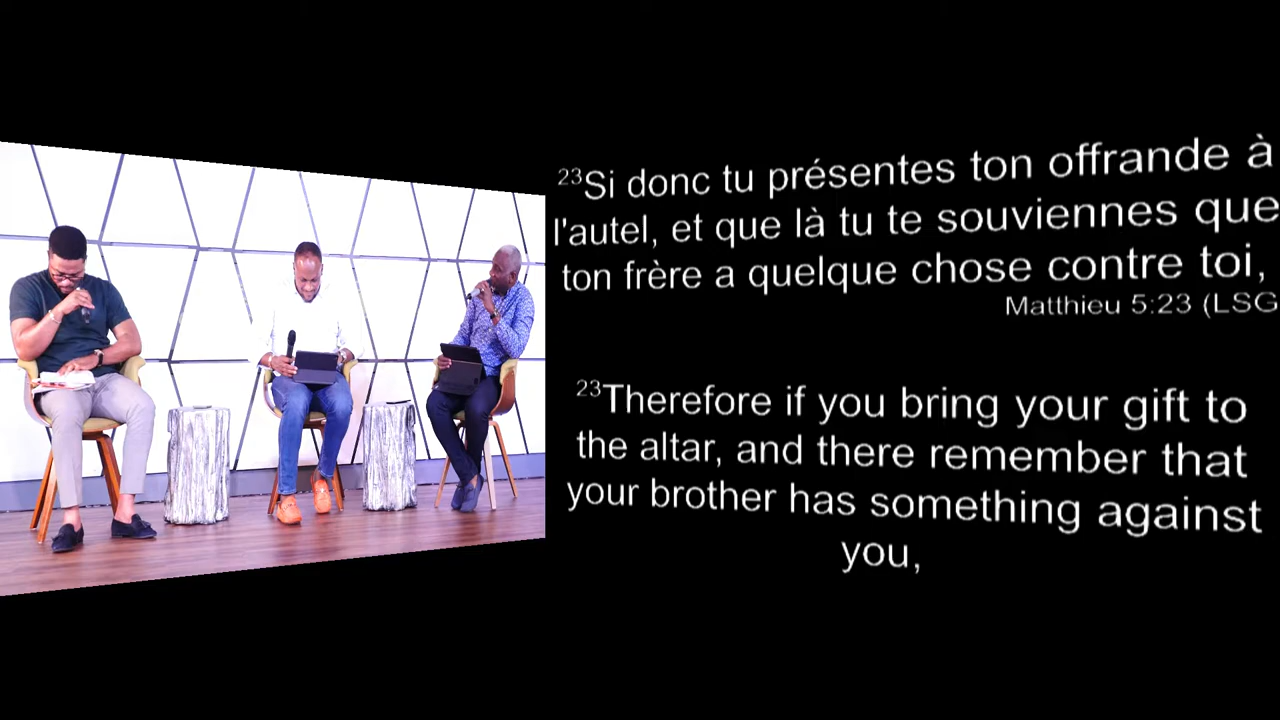 23Si donc tu présentes ton offrande à
l'autel, et que là tu te souviennes que
ton frère a quelque chose contre toi,
Matthieu 5:23 (LSG
23Therefore if you bring your gift to
the altar, and there remember that
your brother has something against
you,